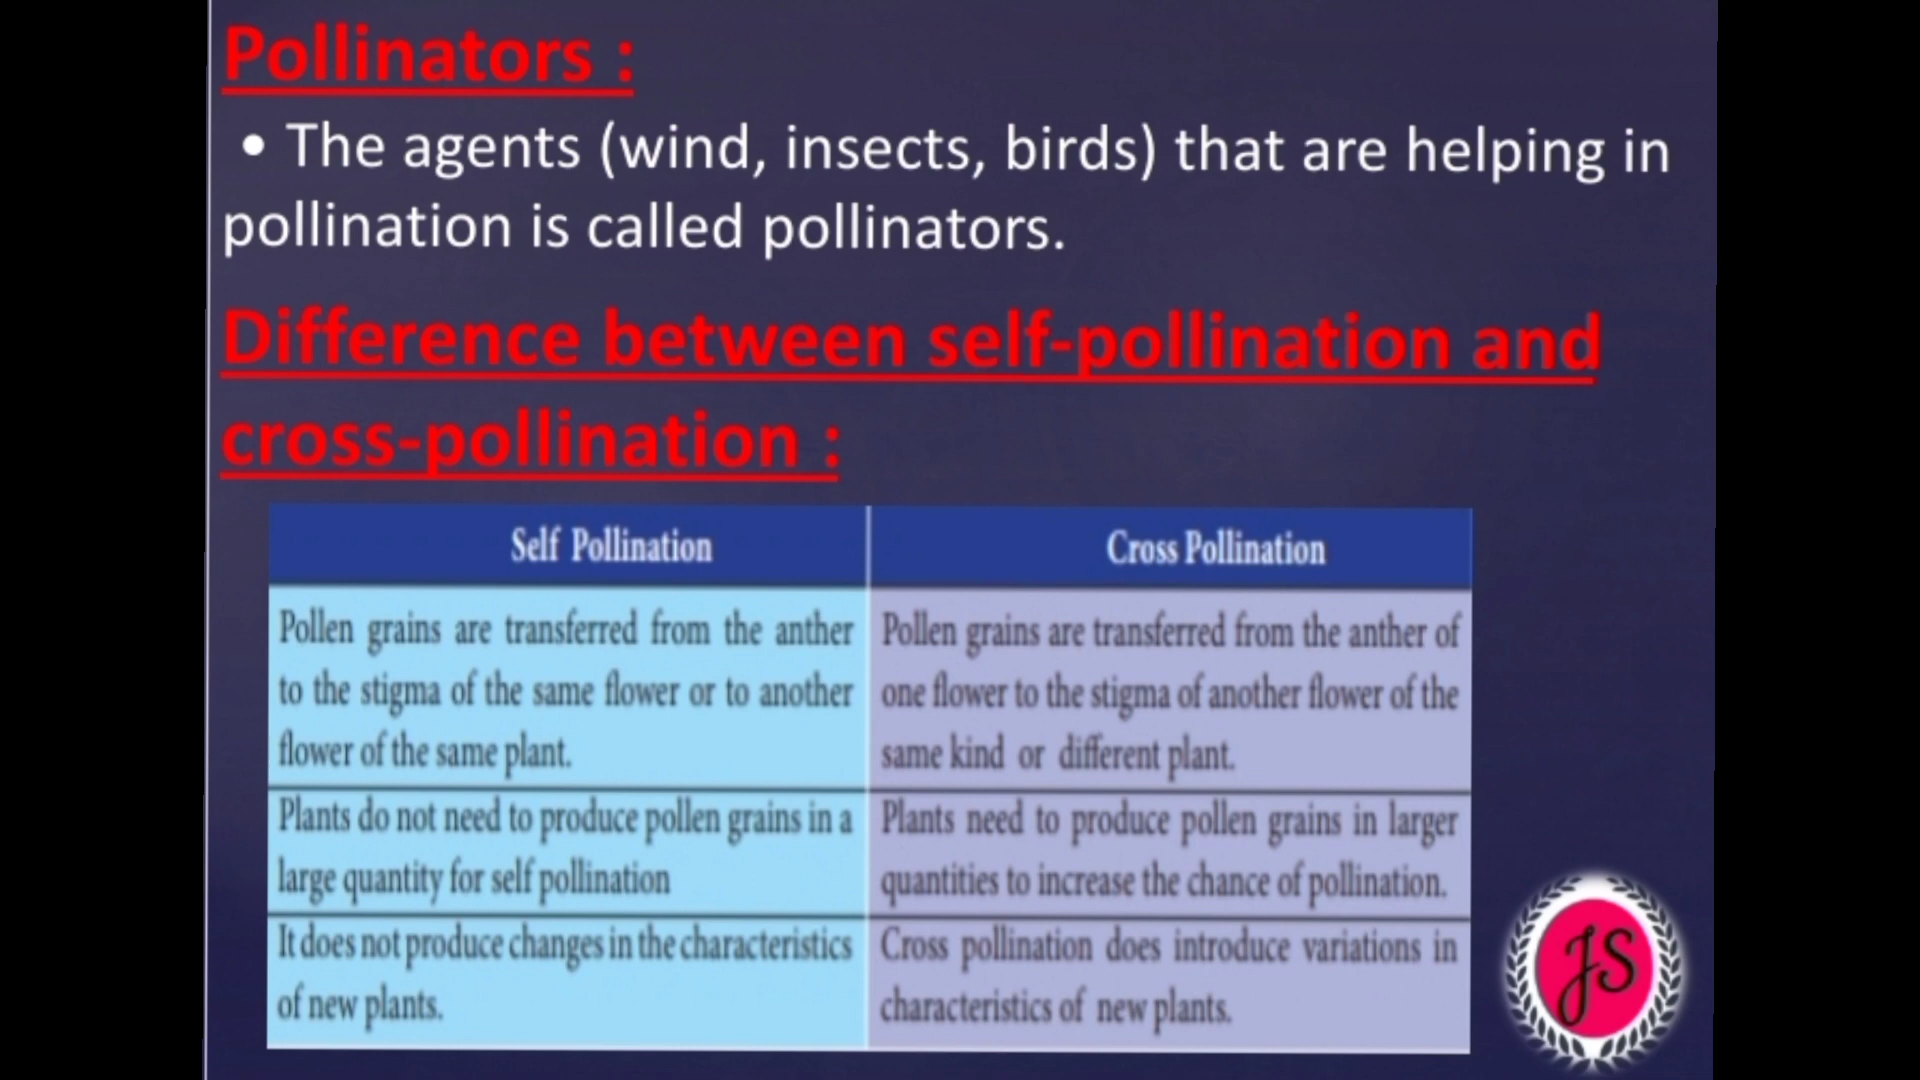 Pollinators :
• The agents (wind, insects, birds) that are helping in
pollination is called pollinators.
Difference between self-pollination and
cross-pollination :
Self Pollination
Cross Pollination
Pollen grains are transferred from the anther
to the stigma of the same flower or to another
flower of the same plant.
Pollen grains are transferred from the anther of
one flower to the stigma of another flower of the
same kind or different plant.
Plants do not need to produce pollen grains in a
large quantity for self pollination
Plants need to produce pollen grains in larger
quantities to increase the chance of pollination.
It does not produce changes in the characteristics
of new plants.
Cross pollination does introduce variations in
characteristics of new plants.
JS